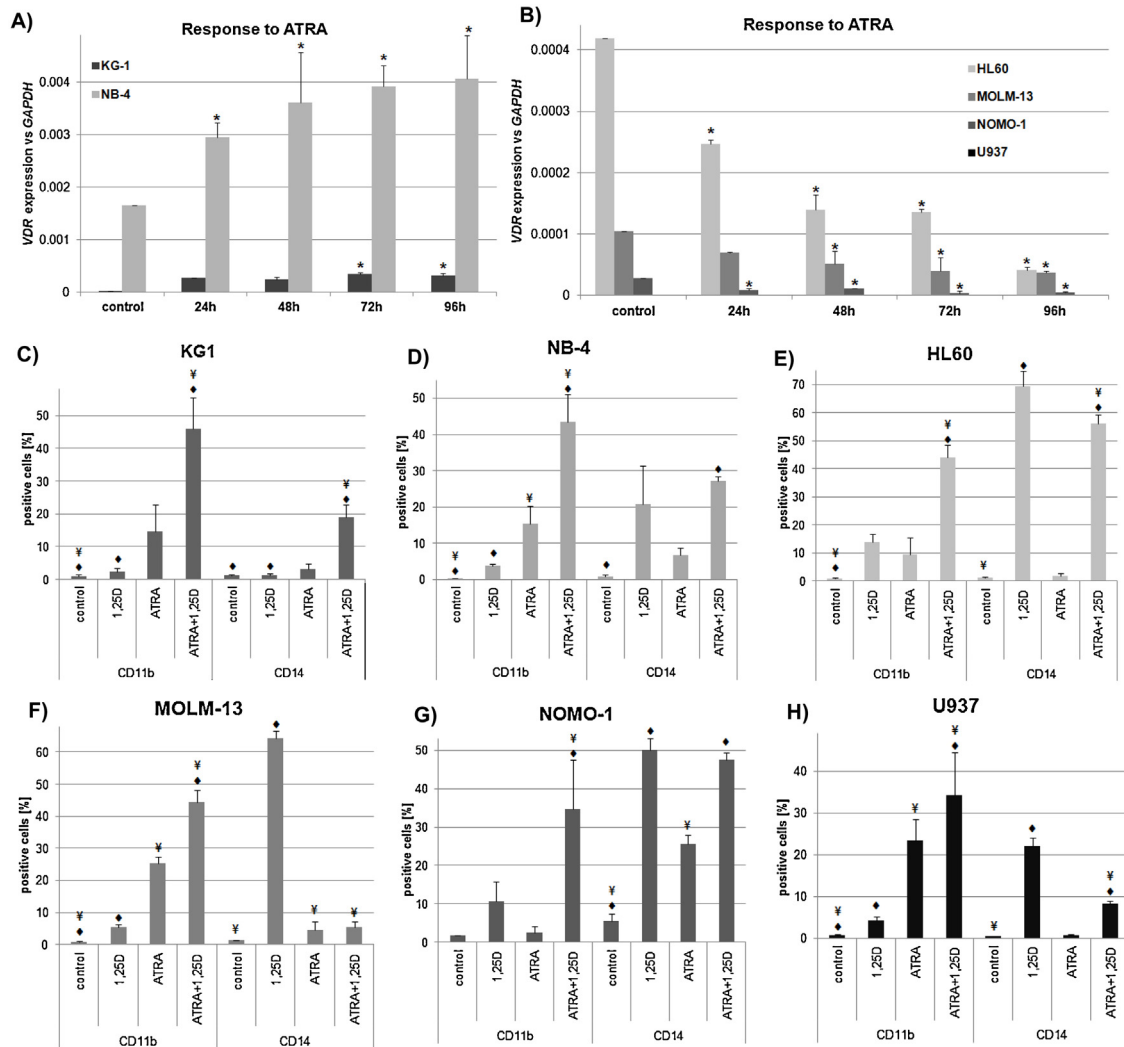 A)
Response to ATRA
VDR expression vs GAPDH
0.004
0.003
0.002
0.001
0
KG-1
NB-4
* * * *
* *
control 24h 48h 72h 96h
B)
Response to ATRA
VDR expression vs GAPDH
0.0004
0.0003
0.0002
0.0001
0
HL60
MOLM-13
NOMO-1
U937
* * * *
* * *
* * * *
control 24h 48h 72h 96h
C)
KG1
positive cells [%]
50
40
30
20
10
0
¥ ♦ ♦ ¥ ♦ ♦ ♦ ¥ ♦
control 1,25D ATRA ATRA+1,25D control 1,25D ATRA ATRA+1,25D
CD11b CD14
D)
NB-4
positive cells [%]
50
40
30
20
10
0
¥ ♦ ♦ ¥ ¥ ♦ ♦ ♦
control 1,25D ATRA ATRA+1,25D control 1,25D ATRA ATRA+1,25D
CD11b CD14
E)
HL60
positive cells [%]
70
60
50
40
30
20
10
0
¥ ♦ ¥ ♦ ¥ ♦ ¥ ♦
control 1,25D ATRA ATRA+1,25D control 1,25D ATRA ATRA+1,25D
CD11b CD14
F)
MOLM-13
positive cells [%]
60
50
40
30
20
10
0
¥ ♦ ♦ ¥ ¥ ♦ ¥ ♦ ¥ ¥
control 1,25D ATRA ATRA+1,25D control 1,25D ATRA ATRA+1,25D
CD11b CD14
G)
NOMO-1
positive cells [%]
50
40
30
20
10
0
¥ ♦ ¥ ♦ ♦ ¥ ♦
control 1,25D ATRA ATRA+1,25D control 1,25D ATRA ATRA+1,25D
CD11b CD14
H)
U937
positive cells [%]
40
30
20
10
0
¥ ♦ ♦ ¥ ¥ ♦ ¥ ♦ ¥ ♦
control 1,25D ATRA ATRA+1,25D control 1,25D ATRA ATRA+1,25D
CD11b CD14